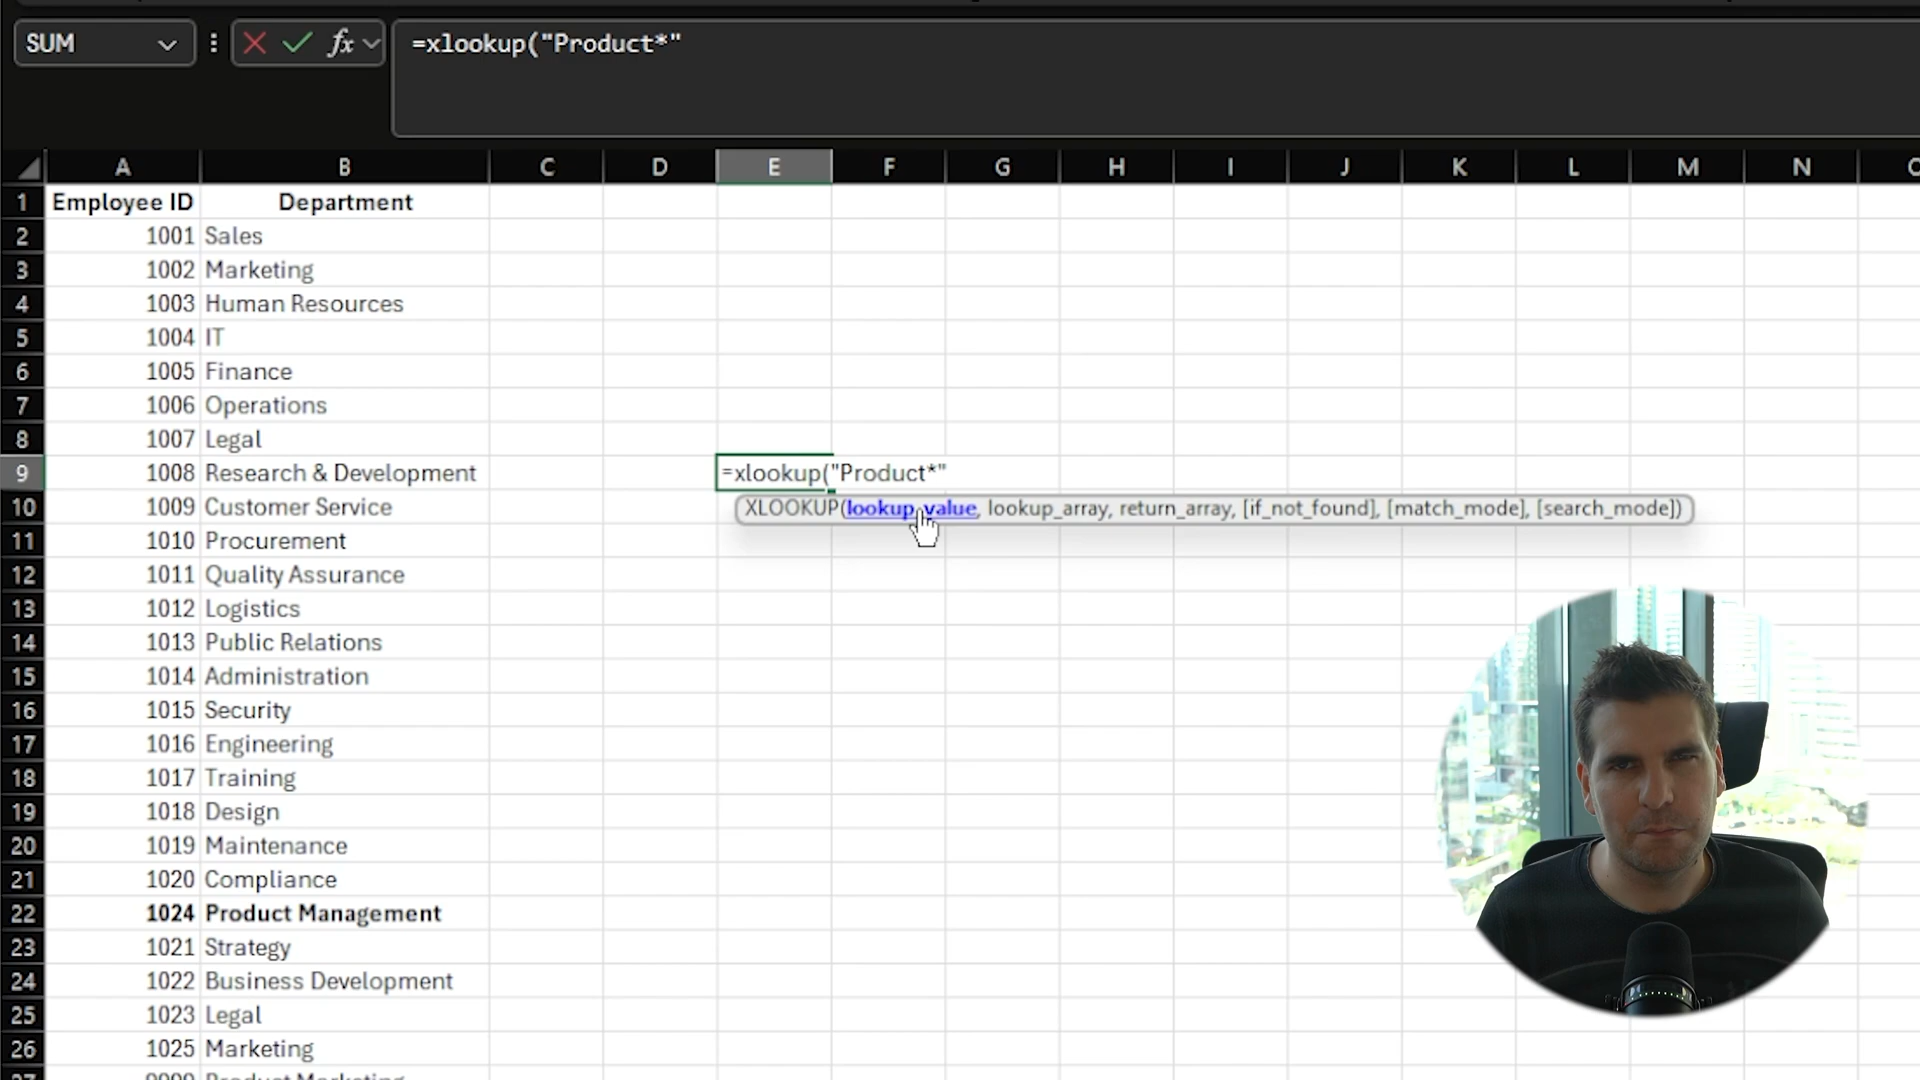 SUM fx =xlookup("Product*"
A B C D E F G H I J K L M N
1 Employee ID Department
2 1001 Sales
3 1002 Marketing
4 1003 Human Resources
5 1004 IT
6 1005 Finance
7 1006 Operations
8 1007 Legal
9 1008 Research & Development =xlookup("Product*"
10 1009 Customer Service XLOOKUP(lookup_value, lookup_array, return_array, [if_not_found], [match_mode], [search_mode])
11 1010 Procurement
12 1011 Quality Assurance
13 1012 Logistics
14 1013 Public Relations
15 1014 Administration
16 1015 Security
17 1016 Engineering
18 1017 Training
19 1018 Design
20 1019 Maintenance
21 1020 Compliance
22 1024 Product Management
23 1021 Strategy
24 1022 Business Development
25 1023 Legal
26 1025 Marketing
Product Marketing